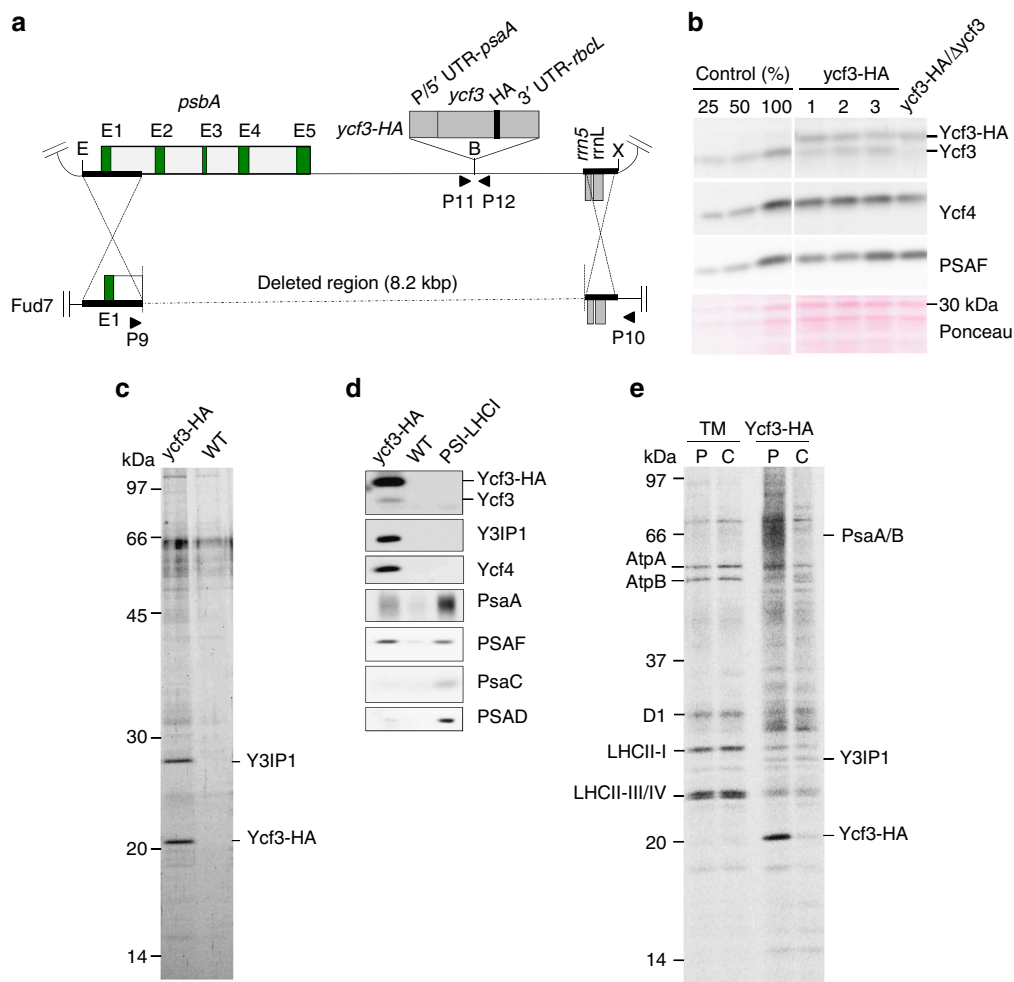 a
P/5′ UTR-psaA
ycf3
HA
3′ UTR-rbcL
psbA
ycf3-HA
E E1 E2 E3 E4 E5 B rrn5 rrnL X
P11 P12
Deleted region (8.2 kbp)
Fud7
E1
P9
P10
b
Control (%) ycf3-HA ycf3-HA/Δycf3
25 50 100 1 2 3
Ycf3-HA
Ycf3
Ycf4
PSAF
30 kDa
Ponceau
c
ycf3-HA WT
kDa
97
66
45
30
Y3IP1
20
Ycf3-HA
14
d
ycf3-HA WT PSI-LHCI
Ycf3-HA
Ycf3
Y3IP1
Ycf4
PsaA
PSAF
PsaC
PSAD
e
TM Ycf3-HA
kDa P C P C
97
66
PsaA/B
AtpA
AtpB
37
D1
LHCII-I
Y3IP1
LHCII-III/IV
20
Ycf3-HA
14